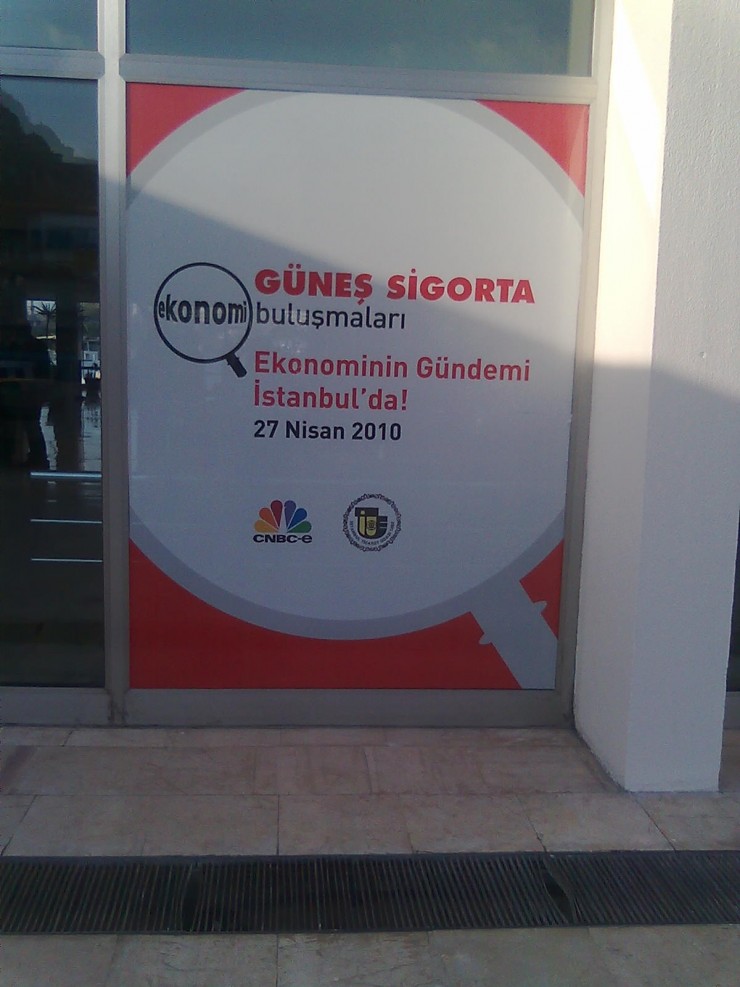 GÜNEŞ SİGORTA
ekonomi buluşmaları
Ekonominin Gündemi
İstanbul'da!
27 Nisan 2010
CNBC-e